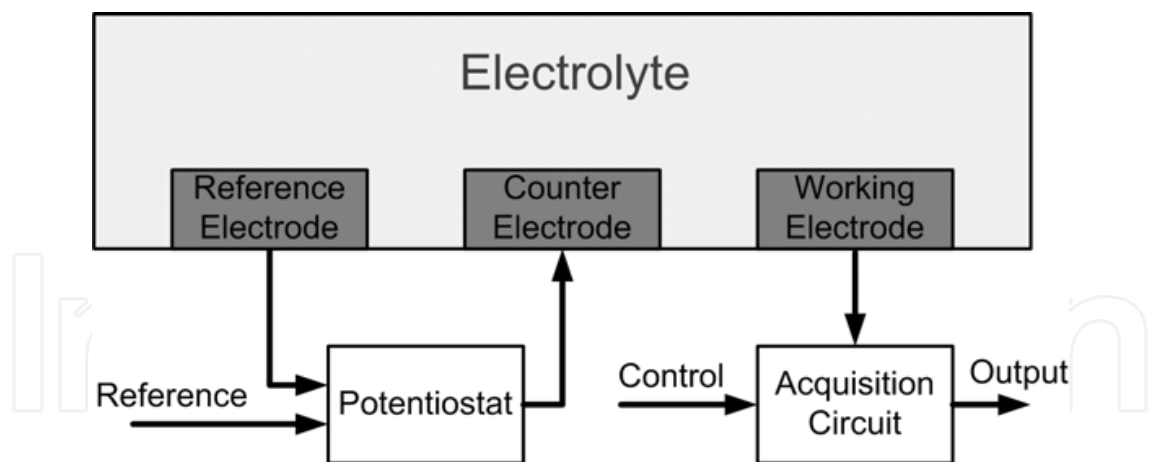 Electrolyte
Reference
Electrode
Counter
Electrode
Working
Electrode
Reference
Potentiostat
Control
Acquisition
Circuit
Output